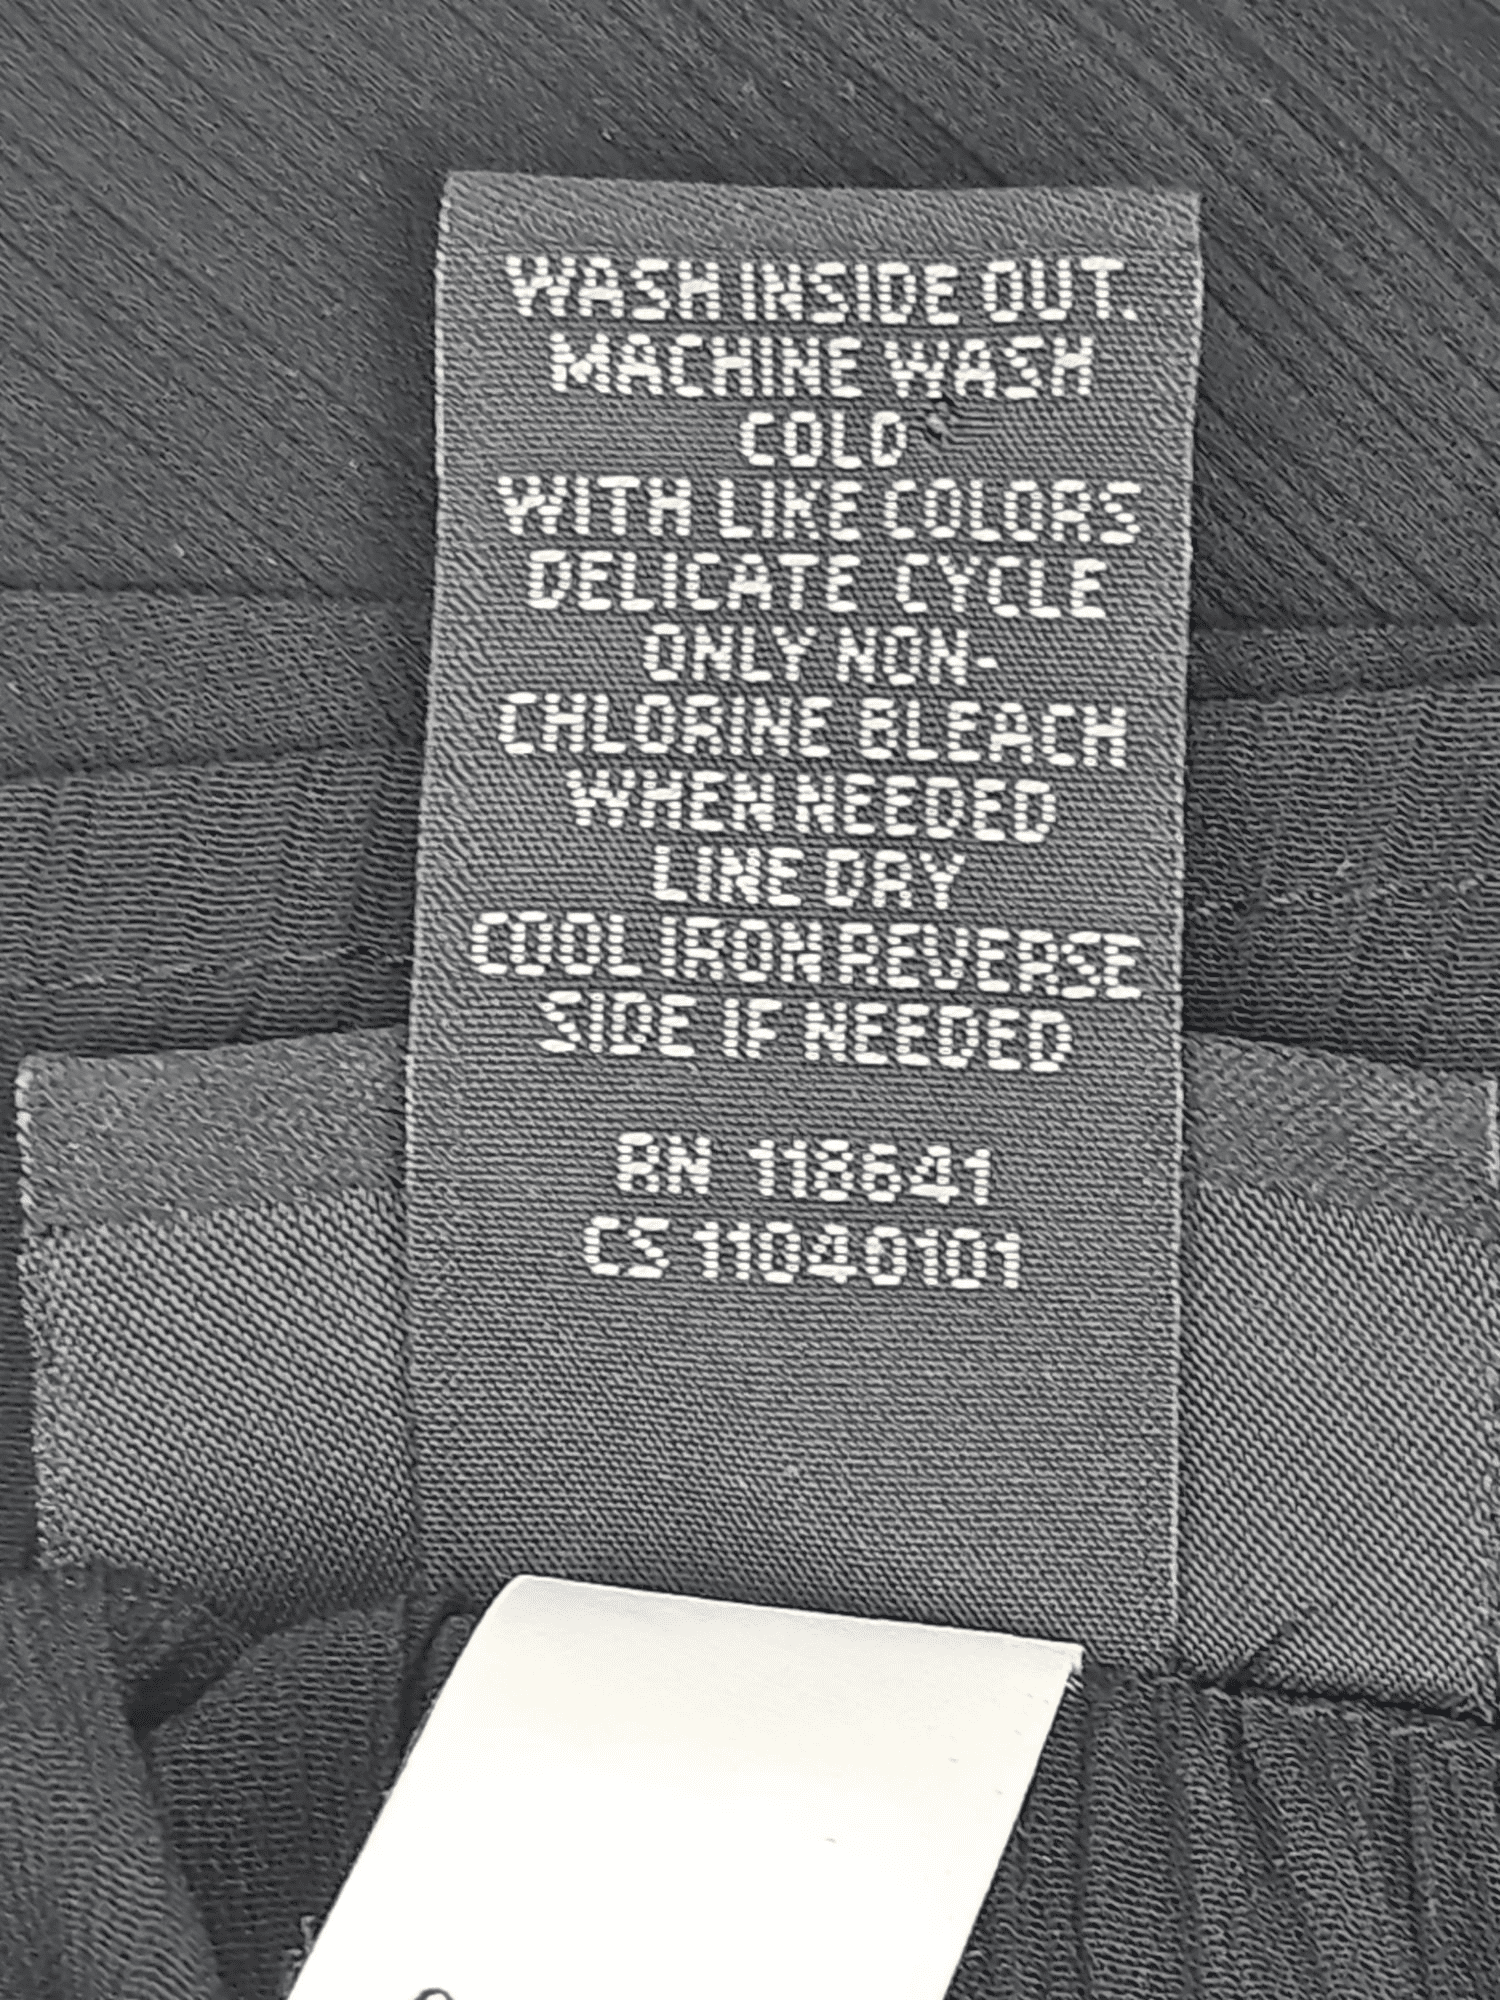 WASH INSIDE OUT.
MACHINE WASH
COLD
WITH LIKE COLORS
DELICATE CYCLE
ONLY NON-
CHLORINE BLEACH
WHEN NEEDED
LINE DRY
COOL IRON REVERSE
SIDE IF NEEDED
BN 118641
CS 11040101